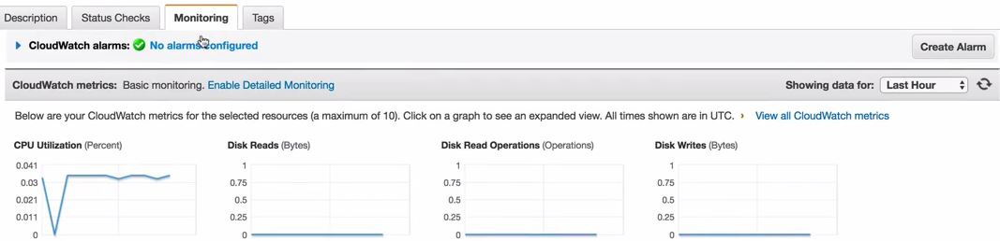 Description Status Checks Monitoring Tags
CloudWatch alarms: No alarms configured Create Alarm
CloudWatch metrics: Basic monitoring. Enable Detailed Monitoring Showing data for: Last Hour
Below are your CloudWatch metrics for the selected resources (a maximum of 10). Click on a graph to see an expanded view. All times shown are in UTC. › View all CloudWatch metrics
CPU Utilization (Percent) Disk Reads (Bytes) Disk Read Operations (Operations) Disk Writes (Bytes)
0.041 1 1 1
0.03 0.75 0.75 0.75
0.021 0.5 0.5 0.5
0.011 0.25 0.25 0.25
0 0 0 0